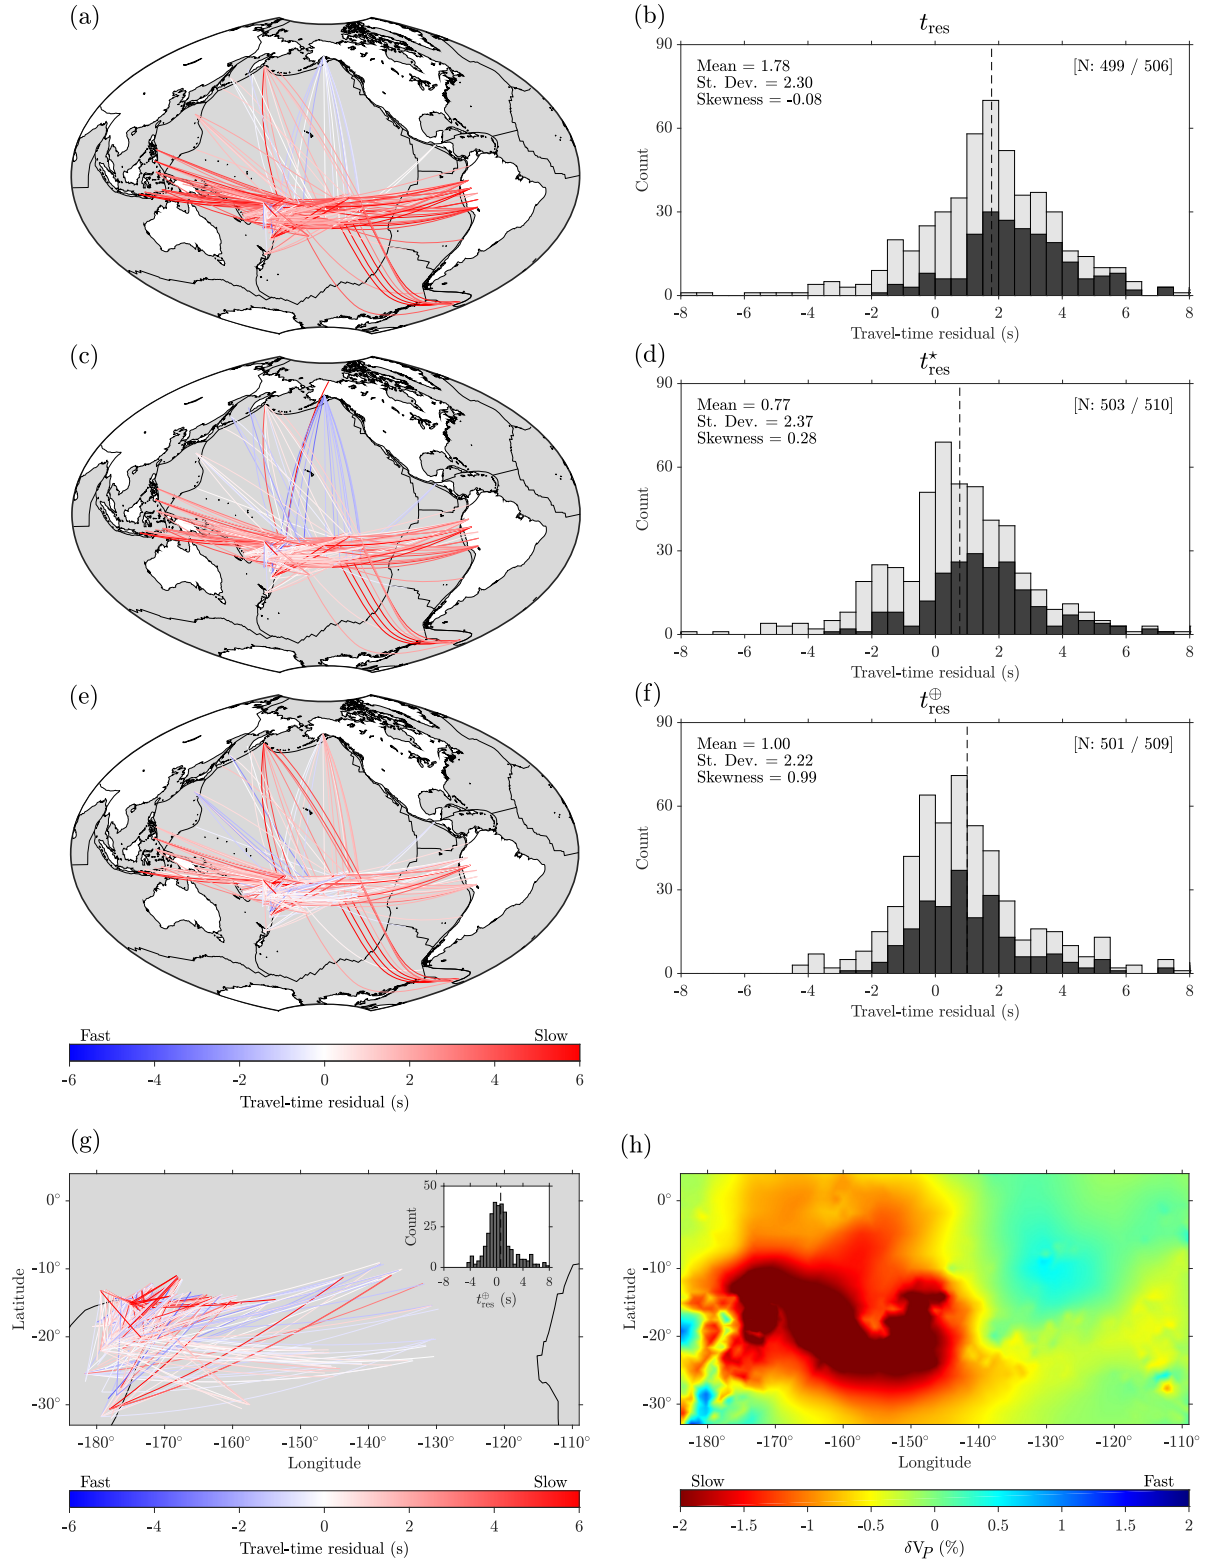 (a)
(b)
t_res
90
60
30
0
Count
Mean = 1.78
St. Dev. = 2.30
Skewness = -0.08
[N: 499 / 506]
-8 -6 -4 -2 0 2 4 6 8
Travel-time residual (s)
(c)
(d)
t*_res
90
60
30
0
Count
Mean = 0.77
St. Dev. = 2.37
Skewness = 0.28
[N: 503 / 510]
-8 -6 -4 -2 0 2 4 6 8
Travel-time residual (s)
(e)
(f)
t⊕_res
90
60
30
0
Count
Mean = 1.00
St. Dev. = 2.22
Skewness = 0.99
[N: 501 / 509]
-8 -6 -4 -2 0 2 4 6 8
Travel-time residual (s)
Fast Slow
-6 -4 -2 0 2 4 6
Travel-time residual (s)
(g)
0°
-10°
-20°
-30°
Latitude
50
25
0
Count
-8 -4 0 4 8
t⊕_res (s)
-180° -170° -160° -150° -140° -130° -120° -110°
Longitude
Fast Slow
-6 -4 -2 0 2 4 6
Travel-time residual (s)
(h)
0°
-10°
-20°
-30°
Latitude
-180° -170° -160° -150° -140° -130° -120° -110°
Longitude
Slow Fast
-2 -1.5 -1 -0.5 0 0.5 1 1.5 2
δV_P (%)